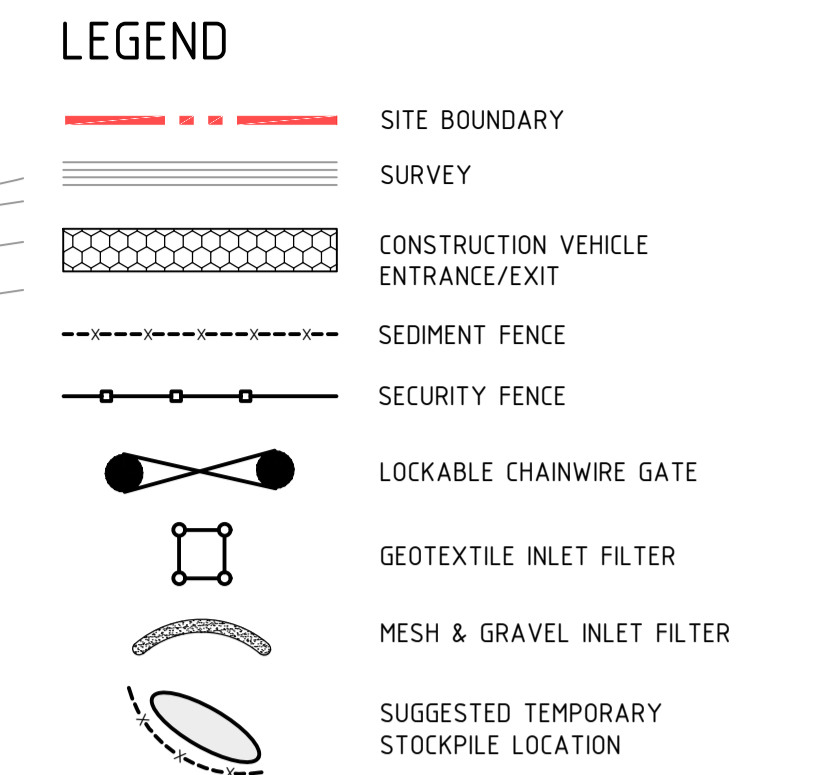 LEGEND
SITE BOUNDARY
SURVEY
CONSTRUCTION VEHICLE
ENTRANCE/EXIT
SEDIMENT FENCE
SECURITY FENCE
LOCKABLE CHAINWIRE GATE
GEOTEXTILE INLET FILTER
MESH & GRAVEL INLET FILTER
SUGGESTED TEMPORARY
STOCKPILE LOCATION